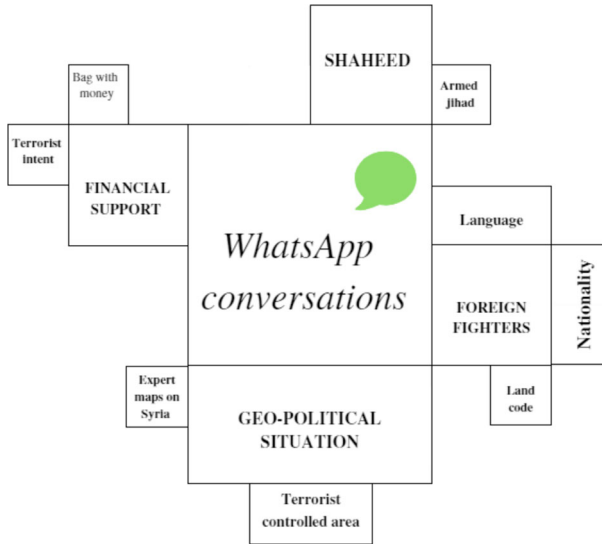 SHAHEED
Bag with
money
Armed
jihad
Terrorist
intent
FINANCIAL
SUPPORT
WhatsApp
conversations
Language
FOREIGN
FIGHTERS
Nationality
Expert
maps on
Syria
GEO-POLITICAL
SITUATION
Land
code
Terrorist
controlled area